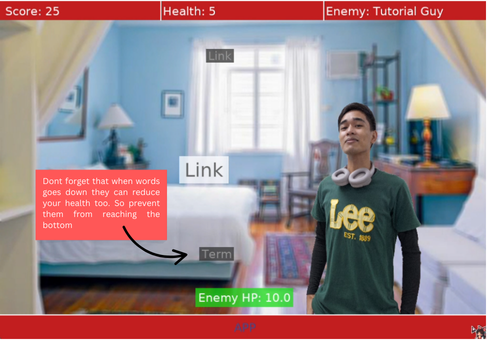 Score: 25
Health: 5
Enemy: Tutorial Guy
Link
Link
Dont forget that when words
goes down they can reduce
your health too. So prevent
them from reaching the
bottom
Term
Lee
EST. 1889
Enemy HP: 10.0